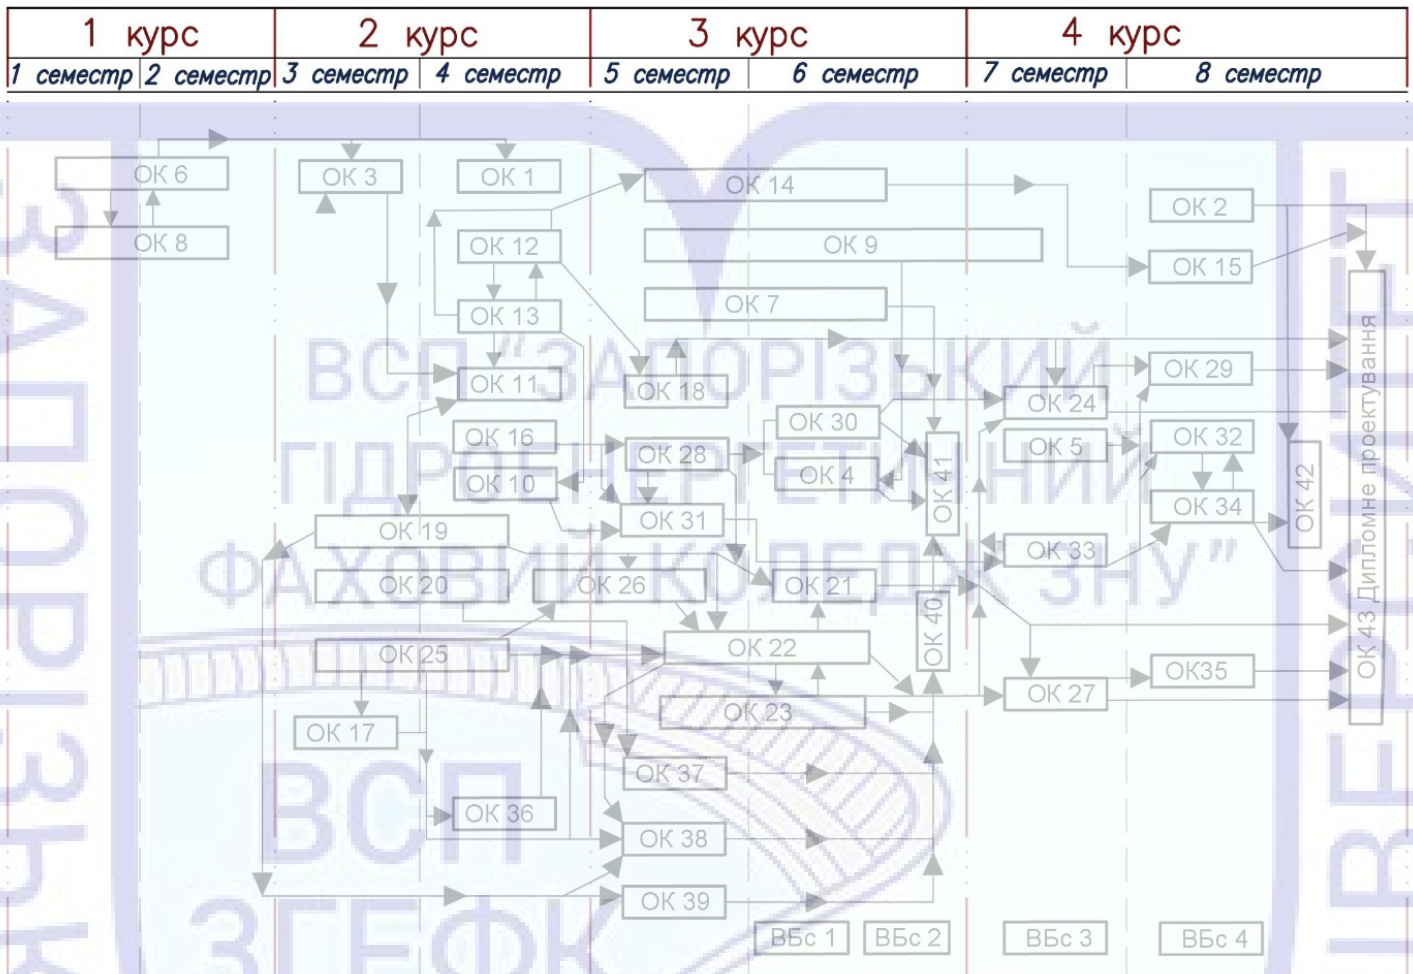 1 курс 2 курс 3 курс 4 курс
1 семестр 2 семестр 3 семестр 4 семестр 5 семестр 6 семестр 7 семестр 8 семестр
ОК 6 ОК 3 ОК 1 ОК 14
ОК 2
ОК 8 ОК 12 ОК 9
ОК 15
ОК 7
ОК 13
ВСП "ЗАПОРІЗЬКИЙ
ОК 11 ОК 18 ОК 29
ОК 24
ОК 16 ОК 30 ОК 5 ОК 32
ГІДРОЕНЕРГЕТИЧНИЙ
ОК 28
ОК 10 ОК 4 ОК 41 ОК 42 ОК 43 Дипломне проектування
ОК 31 ОК 34
ОК 19
ОК 33
ФАХОВИЙ КОЛЕДЖ ЗНУ"
ОК 20 ОК 26 ОК 21
ОК 40
ОК 25 ОК 22
ОК35
ОК 27
ОК 23
ОК 17
ОК 37
ВСП
ОК 36
ОК 38
ОК 39
ЗГЕФК
ВБс 1 ВБс 2 ВБс 3 ВБс 4